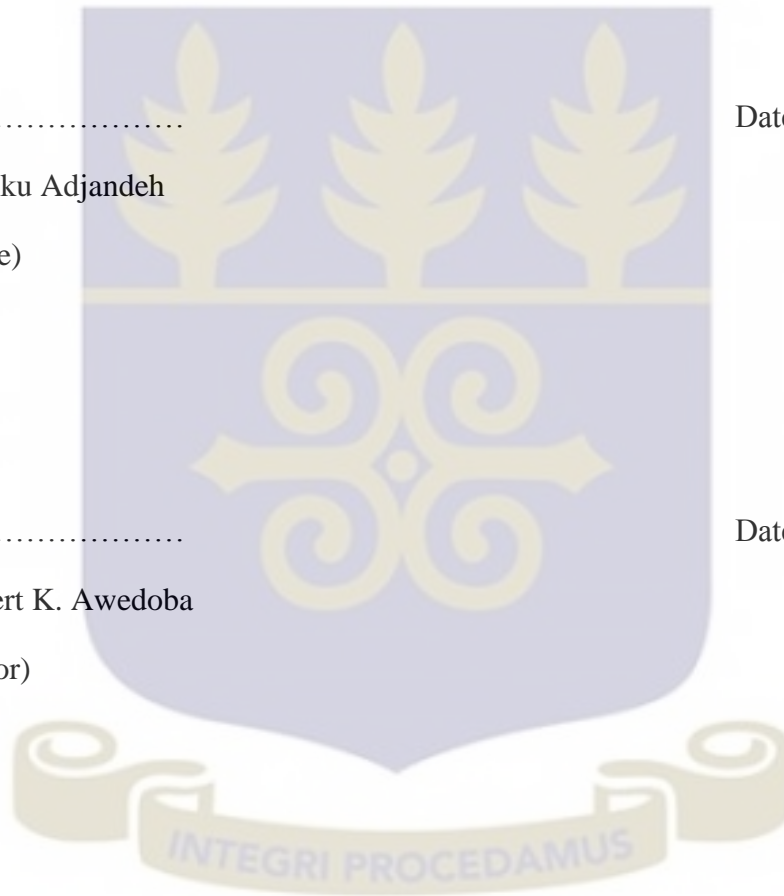 ………………… Date
ku Adjandeh
e)
………………… Date
ert K. Awedoba
or)
INTEGRI PROCEDAMUS